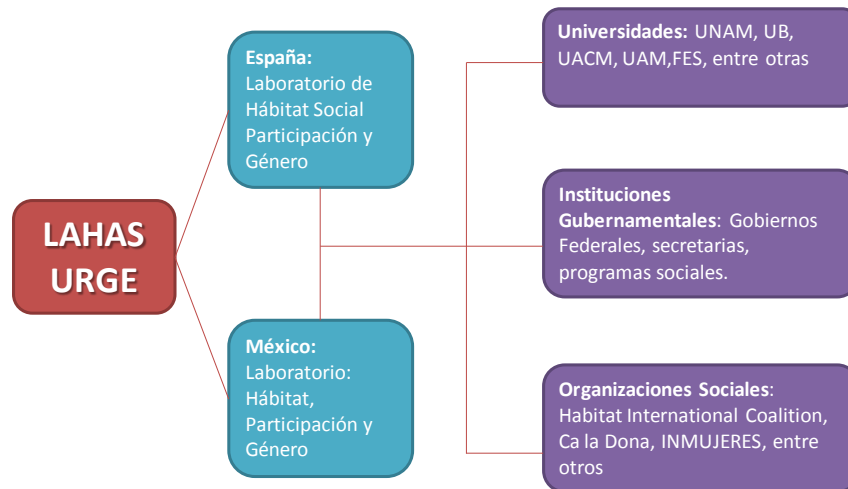 LAHAS
URGE
España:
Laboratorio de
Hábitat Social
Participación y
Género
México:
Laboratorio:
Hábitat,
Participación y
Género
Universidades: UNAM, UB,
UACM, UAM,FES, entre otras
Instituciones
Gubernamentales: Gobiernos
Federales, secretarias,
programas sociales.
Organizaciones Sociales:
Habitat International Coalition,
Ca la Dona, INMUJERES, entre
otros